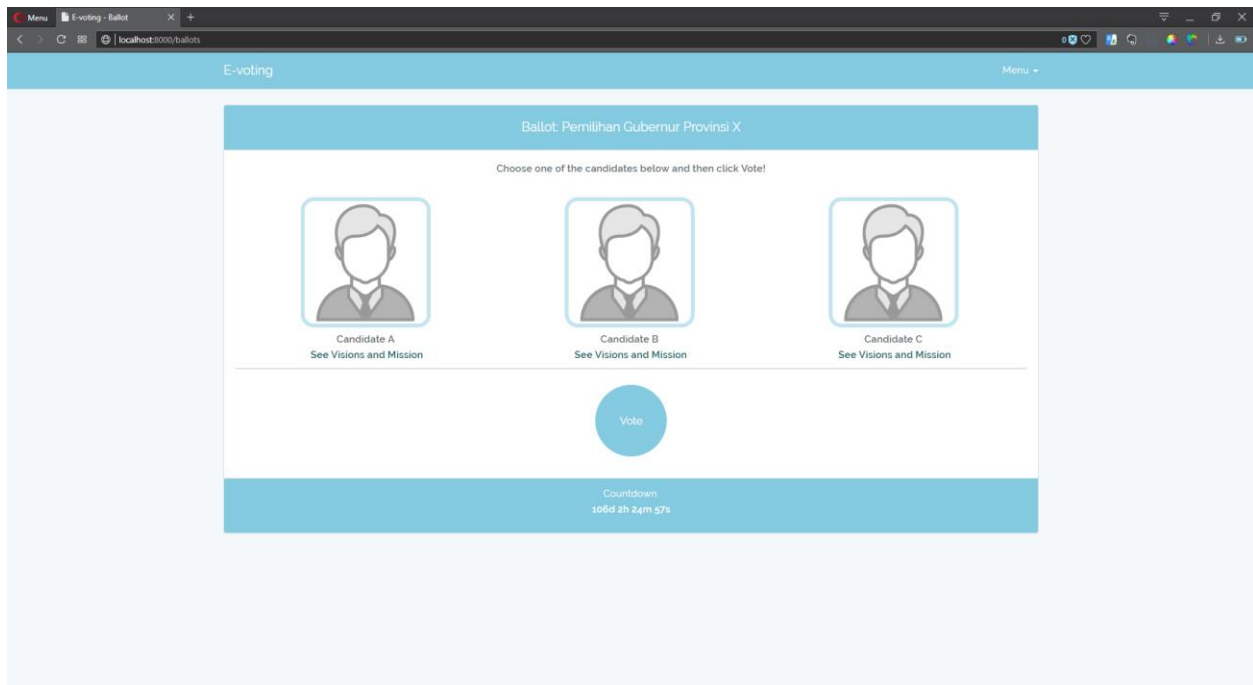 Menu E-voting - Ballot
localhost:8000/ballots
0
E-voting Menu
Ballot: Pemilihan Gubernur Provinsi X
Choose one of the candidates below and then click Vote!
Candidate A Candidate B Candidate C
See Visions and Mission See Visions and Mission See Visions and Mission
Vote
Countdown:
106d 2h 24m 57s